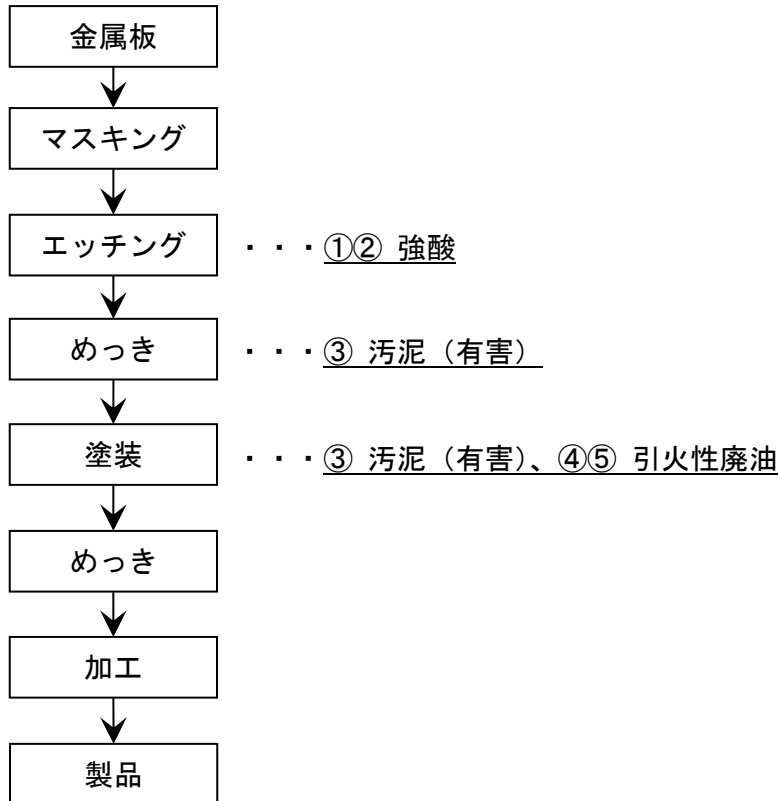 金属板
マスキング
エッチング ・・・①② 強酸
めっき ・・・③ 汚泥（有害）
塗装 ・・・③ 汚泥（有害）、④⑤ 引火性廃油
めっき
加工
製品